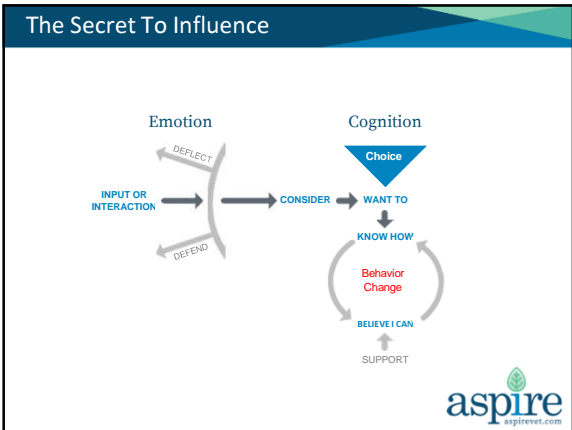 The Secret To Influence
Emotion
Cognition
DEFLECT
Choice
INPUT OR
INTERACTION
CONSIDER
WANT TO
DEFEND
KNOW HOW
Behavior
Change
BELIEVE I CAN
SUPPORT
aspire
aspirevet.com